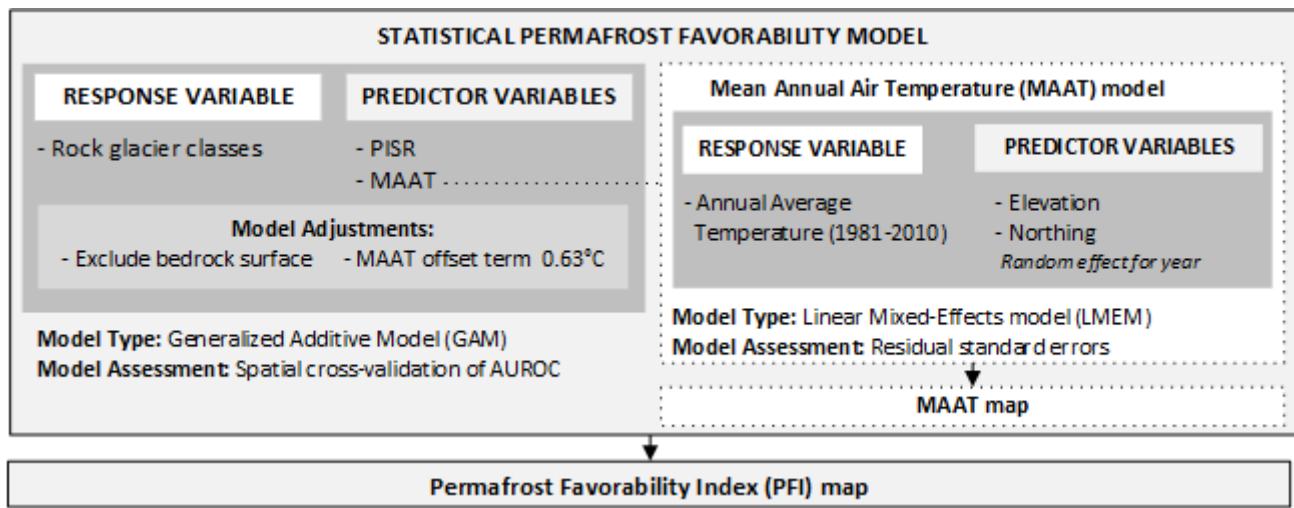 STATISTICAL PERMAFROST FAVORABILITY MODEL
RESPONSE VARIABLE
PREDICTOR VARIABLES
- Rock glacier classes
- PISR
- MAAT
Model Adjustments:
- Exclude bedrock surface - MAAT offset term 0.63°C
Model Type: Generalized Additive Model (GAM)
Model Assessment: Spatial cross-validation of AUROC
Mean Annual Air Temperature (MAAT) model
RESPONSE VARIABLE
PREDICTOR VARIABLES
- Annual Average
Temperature (1981-2010)
- Elevation
- Northing
Random effect for year
Model Type: Linear Mixed-Effects model (LMEM)
Model Assessment: Residual standard errors
MAAT map
Permafrost Favorability Index (PFI) map